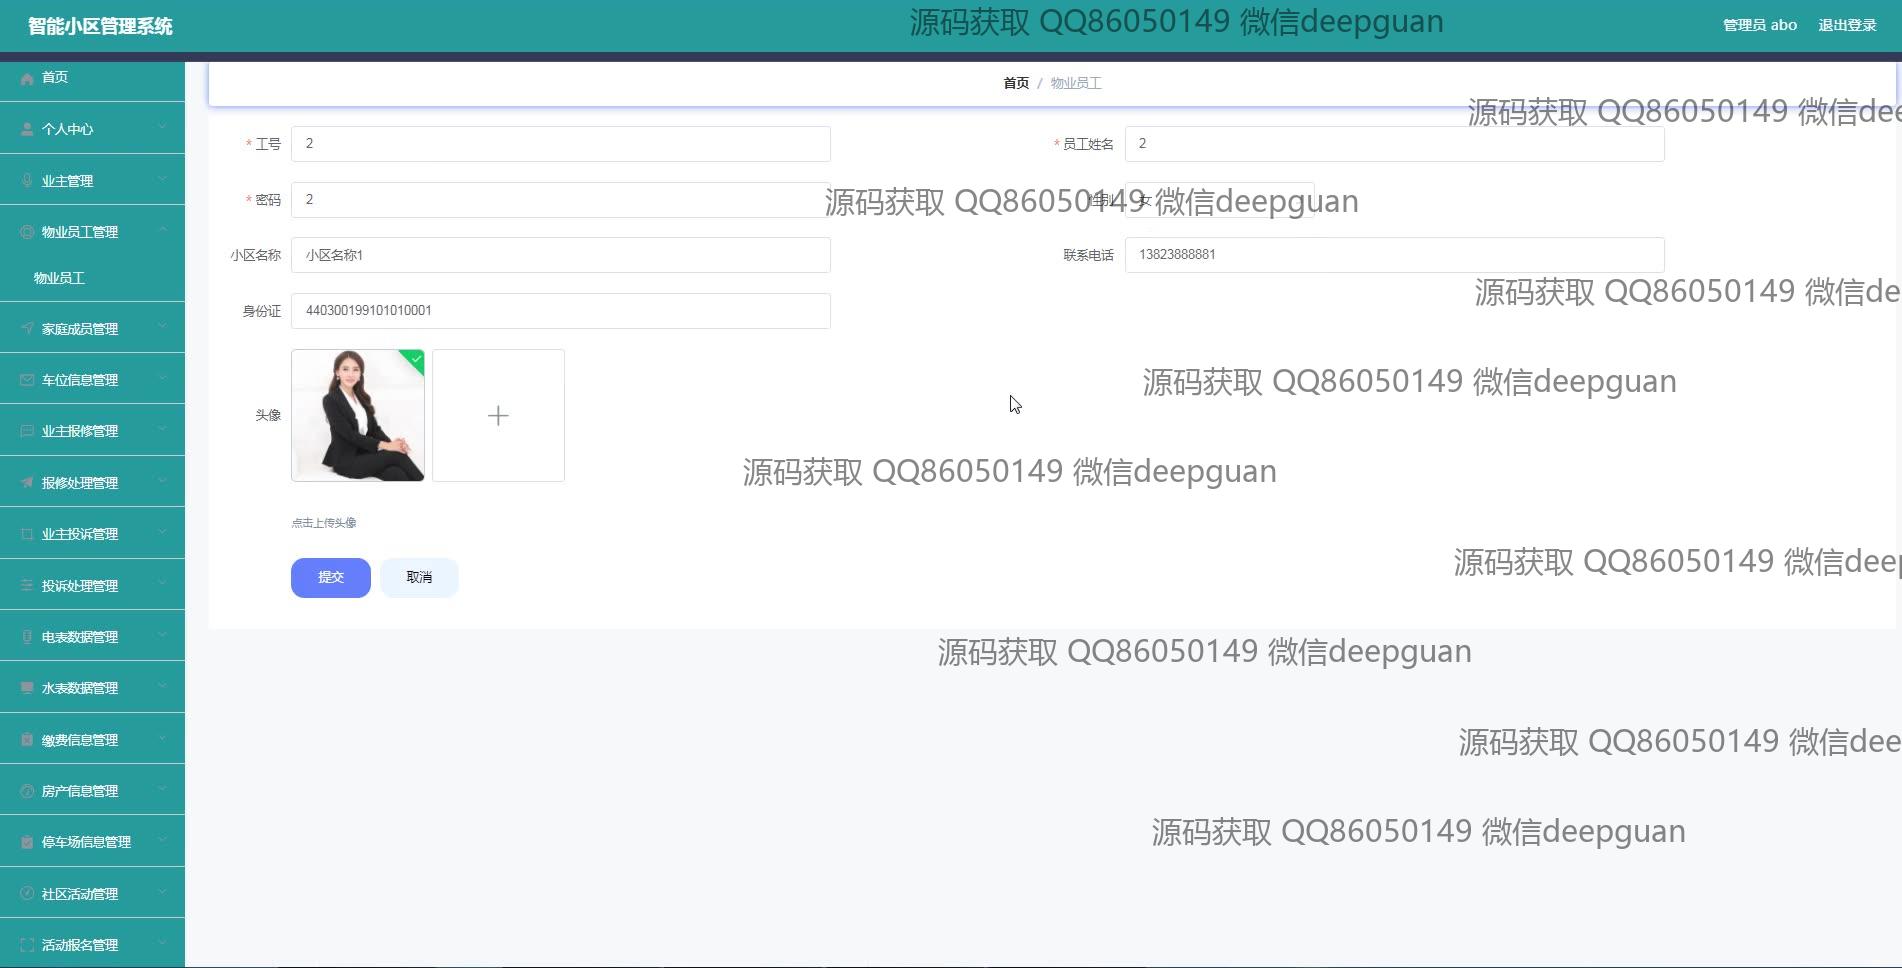 智能小区管理系统
源码获取 QQ86050149 微信deepguan
管理员 abo
退出登录
首页
个人中心
业主管理
物业员工管理
物业员工
家庭成员管理
车位信息管理
业主报修管理
报修处理管理
业主投诉管理
投诉处理管理
电表数据管理
水表数据管理
缴费信息管理
房产信息管理
停车场信息管理
社区活动管理
活动报名管理
首页 / 物业员工
源码获取 QQ86050149 微信dee
* 工号 2
* 员工姓名 2
* 密码 2
性别 女
源码获取 QQ86050149 微信deepguan
小区名称 小区名称1
联系电话 13823888881
源码获取 QQ86050149 微信de
身份证 440300199101010001
源码获取 QQ86050149 微信deepguan
头像
源码获取 QQ86050149 微信deepguan
点击上传头像
源码获取 QQ86050149 微信deep
提交
取消
源码获取 QQ86050149 微信deepguan
源码获取 QQ86050149 微信dee
源码获取 QQ86050149 微信deepguan